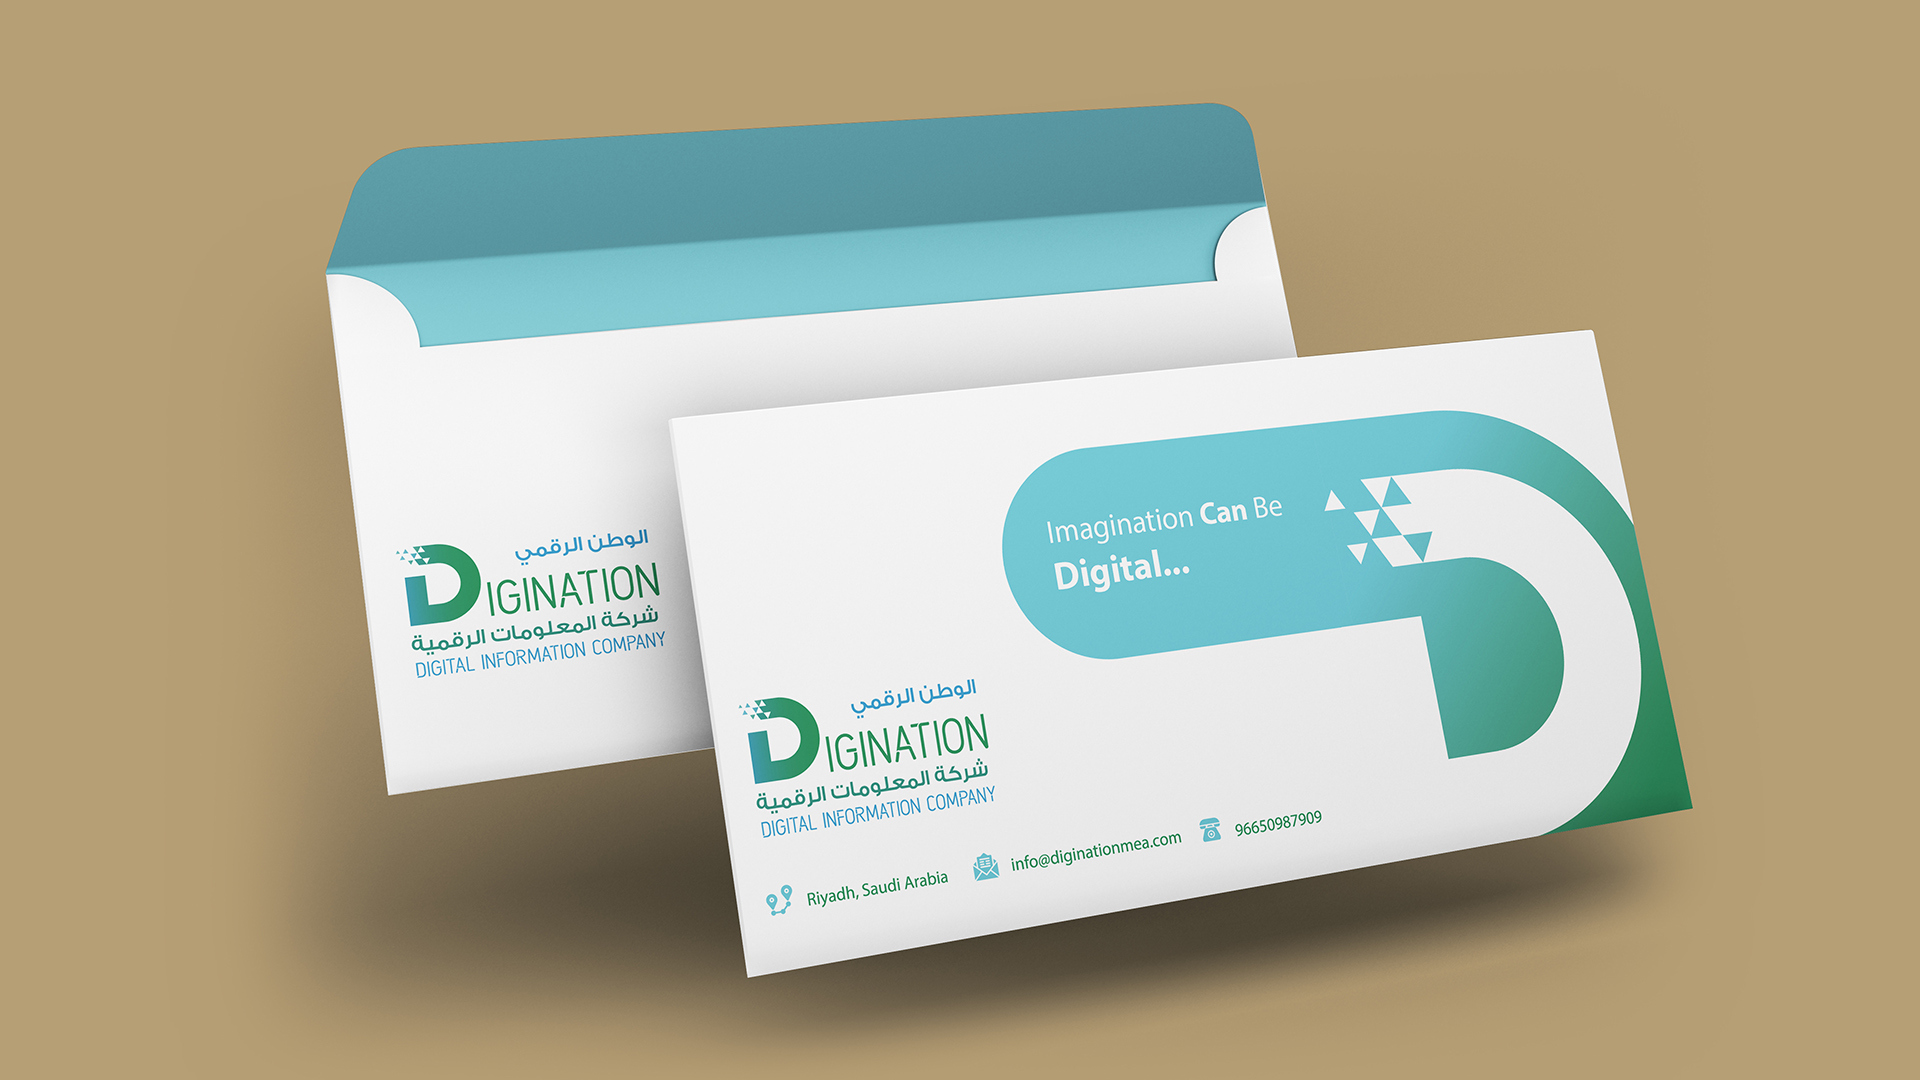 الوطن الرقمي
DIGINATION
شركة المعلومات الرقمية
DIGITAL INFORMATION COMPANY
Imagination Can Be
Digital...
الوطن الرقمي
DIGINATION
شركة المعلومات الرقمية
DIGITAL INFORMATION COMPANY
Riyadh, Saudi Arabia
info@diginationmea.com
96650987909